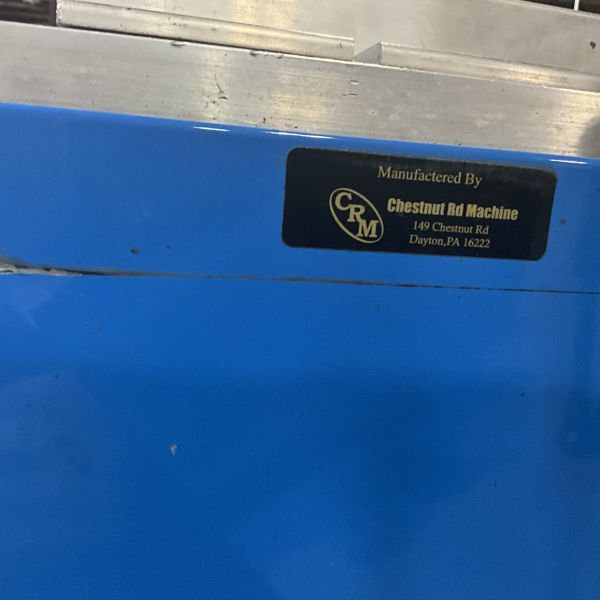 Manufactered By
CRM
Chestnut Rd Machine
149 Chestnut Rd
Dayton,PA 16222